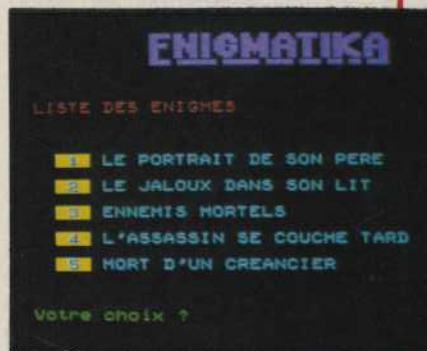 ENIGMATIKA
LISTE DES ENIGMES
1 LE PORTRAIT DE SON PERE
2 LE JALOUX DANS SON LIT
3 ENNEMIS MORTELS
4 L'ASSASSIN SE COUCHE TARD
5 MORT D'UN CREANCIER
Votre choix ?